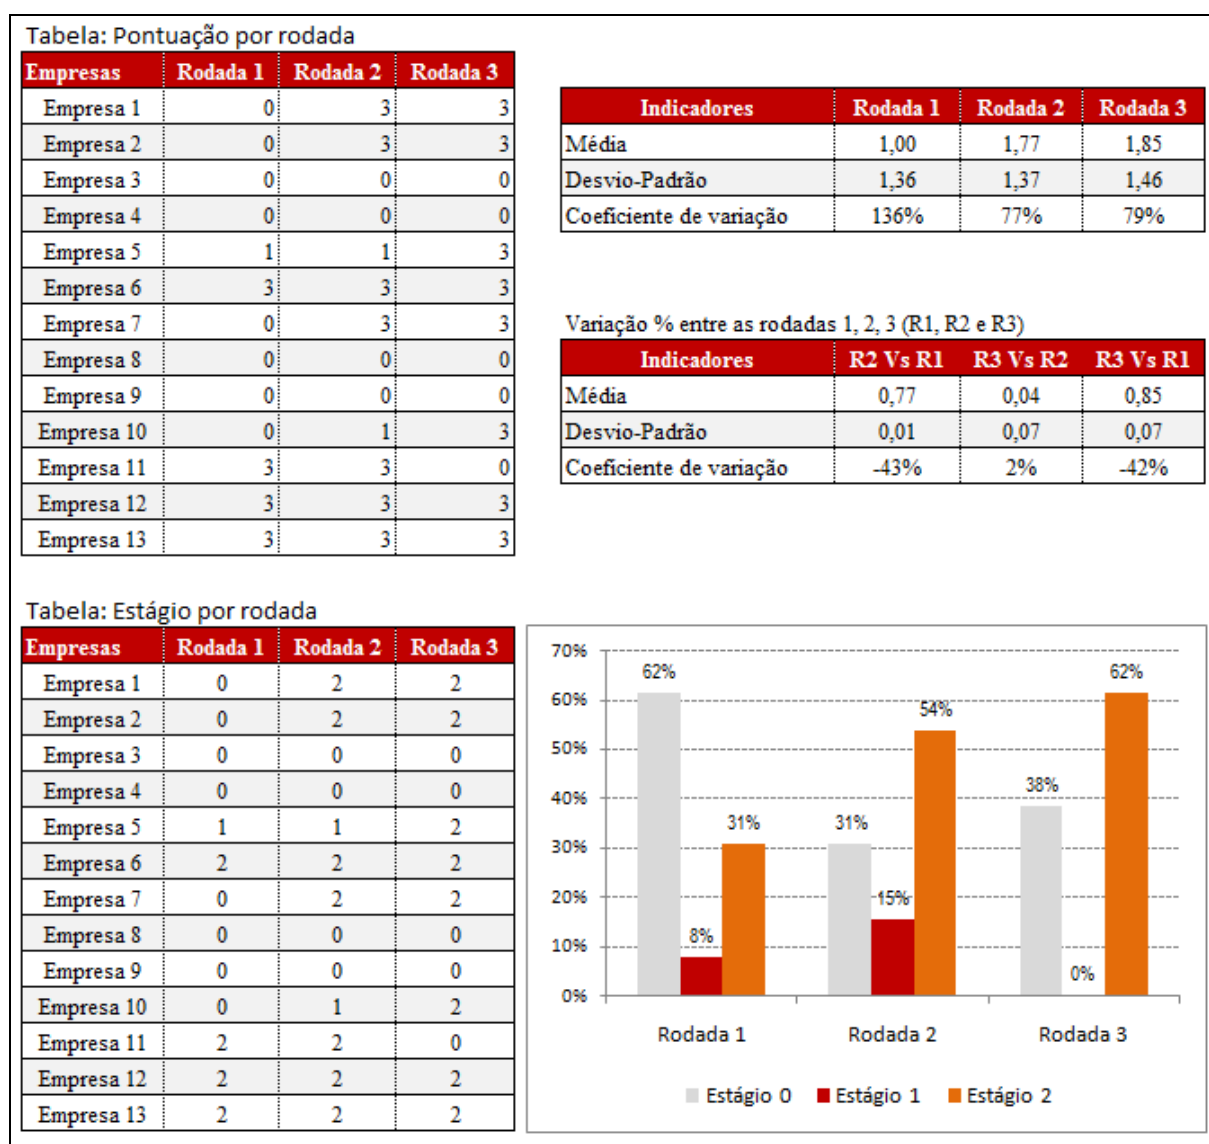 Tabela: Pontuação por rodada
Empresas Rodada 1 Rodada 2 Rodada 3
Empresa 1 0 3 3
Empresa 2 0 3 3
Empresa 3 0 0 0
Empresa 4 0 0 0
Empresa 5 1 1 3
Empresa 6 3 3 3
Empresa 7 0 3 3
Empresa 8 0 0 0
Empresa 9 0 0 0
Empresa 10 0 1 3
Empresa 11 3 3 0
Empresa 12 3 3 3
Empresa 13 3 3 3
Indicadores Rodada 1 Rodada 2 Rodada 3
Média 1,00 1,77 1,85
Desvio-Padrão 1,36 1,37 1,46
Coeficiente de variação 136% 77% 79%
Variação % entre as rodadas 1, 2, 3 (R1, R2 e R3)
Indicadores R2 Vs R1 R3 Vs R2 R3 Vs R1
Média 0,77 0,04 0,85
Desvio-Padrão 0,01 0,07 0,07
Coeficiente de variação -43% 2% -42%
Tabela: Estágio por rodada
Empresas Rodada 1 Rodada 2 Rodada 3
Empresa 1 0 2 2
Empresa 2 0 2 2
Empresa 3 0 0 0
Empresa 4 0 0 0
Empresa 5 1 1 2
Empresa 6 2 2 2
Empresa 7 0 2 2
Empresa 8 0 0 0
Empresa 9 0 0 0
Empresa 10 0 1 2
Empresa 11 2 2 0
Empresa 12 2 2 2
Empresa 13 2 2 2
70%
60%
50%
40%
30%
20%
10%
0%
62% 8% 31%
31% 15% 54%
38% 0% 62%
Rodada 1 Rodada 2 Rodada 3
Estágio 0 Estágio 1 Estágio 2